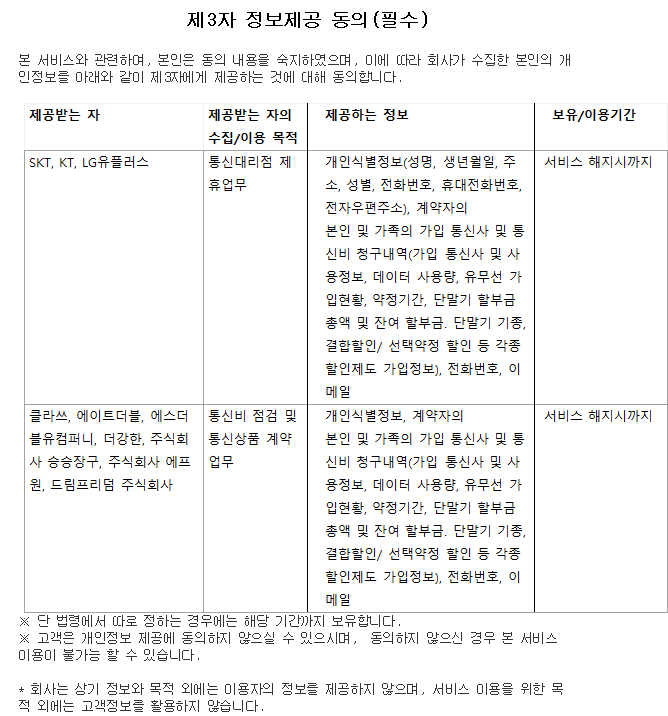 제3자 정보제공 동의(필수)
본 서비스와 관련하여, 본인은 동의 내용을 숙지하였으며, 이에 따라 회사가 수집한 본인의 개
인정보를 아래와 같이 제3자에게 제공하는 것에 대해 동의합니다.
제공받는 자
제공받는 자의
수집/이용 목적
제공하는 정보
보유/이용기간
SKT, KT, LG유플러스
통신대리점 제
휴업무
개인식별정보(성명, 생년월일, 주
소, 성별, 전화번호, 휴대전화번호,
전자우편주소), 계약자의
본인 및 가족의 가입 통신사 및 통
신비 청구내역(가입 통신사 및 사
용정보, 데이터 사용량, 유무선 가
입현황, 약정기간, 단말기 할부금
총액 및 잔여 할부금. 단말기 기종,
결합할인/ 선택약정 할인 등 각종
할인제도 가입정보), 전화번호, 이
메일
서비스 해지시까지
클라쓰, 에이트더블, 에스더
블유컴퍼니, 더강한, 주식회
사 승승장구, 주식회사 에프
원, 드림프리덤 주식회사
통신비 점검 및
통신상품 계약
업무
개인식별정보, 계약자의
본인 및 가족의 가입 통신사 및 통
신비 청구내역(가입 통신사 및 사
용정보, 데이터 사용량, 유무선 가
입현황, 약정기간, 단말기 할부금
총액 및 잔여 할부금. 단말기 기종,
결합할인/ 선택약정 할인 등 각종
할인제도 가입정보), 전화번호, 이
메일
서비스 해지시까지
※ 단 법령에서 따로 정하는 경우에는 해당 기간까지 보유합니다.
※ 고객은 개인정보 제공에 동의하지 않으실 수 있으시며, 동의하지 않으신 경우 본 서비스
이용이 불가능 할 수 있습니다.
* 회사는 상기 정보와 목적 외에는 이용자의 정보를 제공하지 않으며, 서비스 이용을 위한 목
적 외에는 고객정보를 활용하지 않습니다.